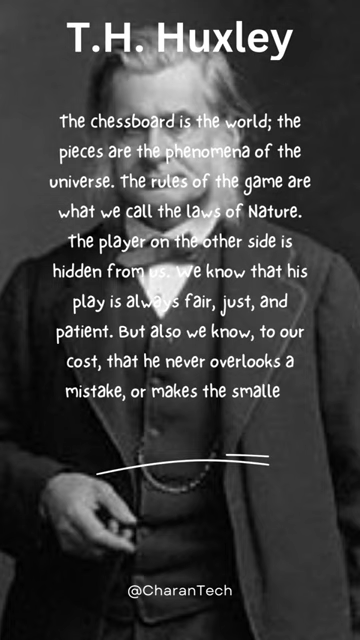 T.H. Huxley
The chessboard is the world; the
pieces are the phenomena of the
universe. The rules of the game are
what we call the laws of Nature.
The player on the other side is
hidden from us. We know that his
play is always fair, just, and
patient. But also we know, to our
cost, that he never overlooks a
mistake, or makes the smalle
@CharanTech